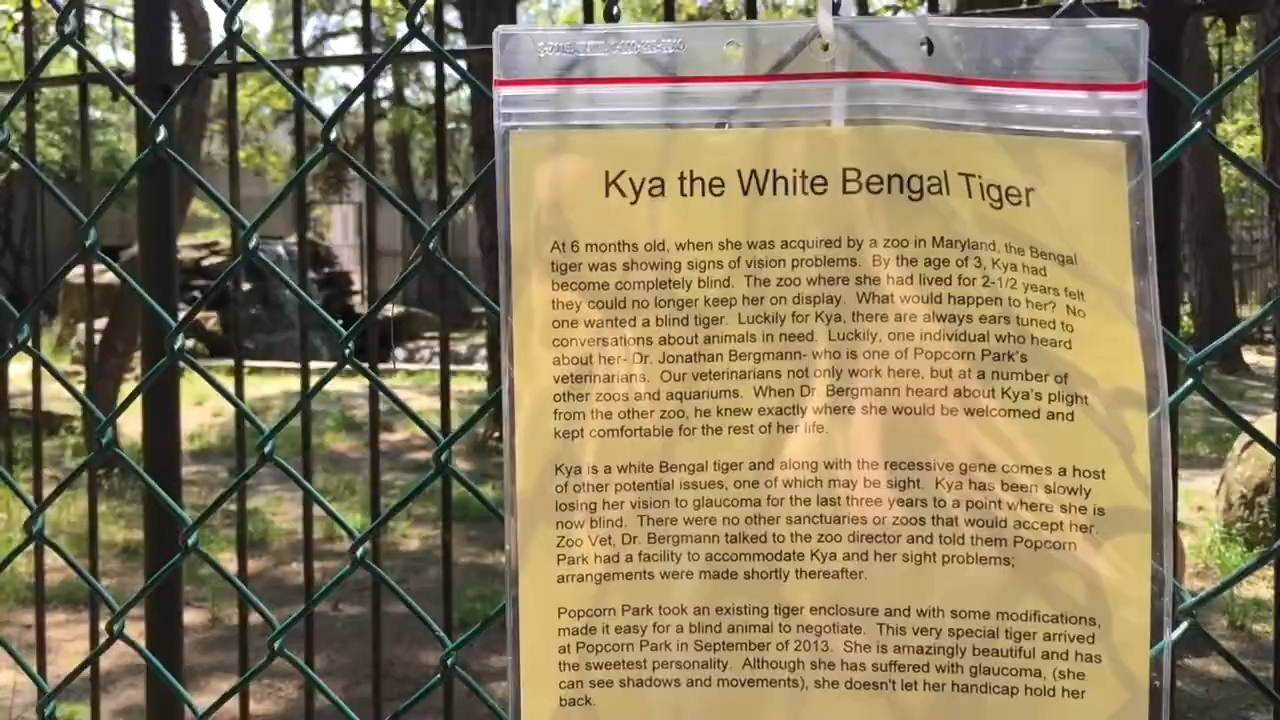 Kya the White Bengal Tiger
At 6 months old, when she was acquired by a zoo in Maryland, the Bengal
tiger was showing signs of vision problems. By the age of 3, Kya had
become completely blind. The zoo where she had lived for 2-1/2 years felt
they could no longer keep her on display. What would happen to her? No
one wanted a blind tiger. Luckily for Kya, there are always ears tuned to
conversations about animals in need. Luckily, one individual who heard
about her- Dr. Jonathan Bergmann- who is one of Popcorn Park's
veterinarians. Our veterinarians not only work here, but at a number of
other zoos and aquariums. When Dr. Bergmann heard about Kya's plight
from the other zoo, he knew exactly where she would be welcomed and
kept comfortable for the rest of her life.
Kya is a white Bengal tiger and along with the recessive gene comes a host
of other potential issues, one of which may be sight. Kya has been slowly
losing her vision to glaucoma for the last three years to a point where she is
now blind. There were no other sanctuaries or zoos that would accept her.
Zoo Vet, Dr. Bergmann talked to the zoo director and told them Popcorn
Park had a facility to accommodate Kya and her sight problems;
arrangements were made shortly thereafter.
Popcorn Park took an existing tiger enclosure and with some modifications,
made it easy for a blind animal to negotiate. This very special tiger arrived
at Popcorn Park in September of 2013. She is amazingly beautiful and has
the sweetest personality. Although she has suffered with glaucoma, (she
can see shadows and movements), she doesn't let her handicap hold her
back.